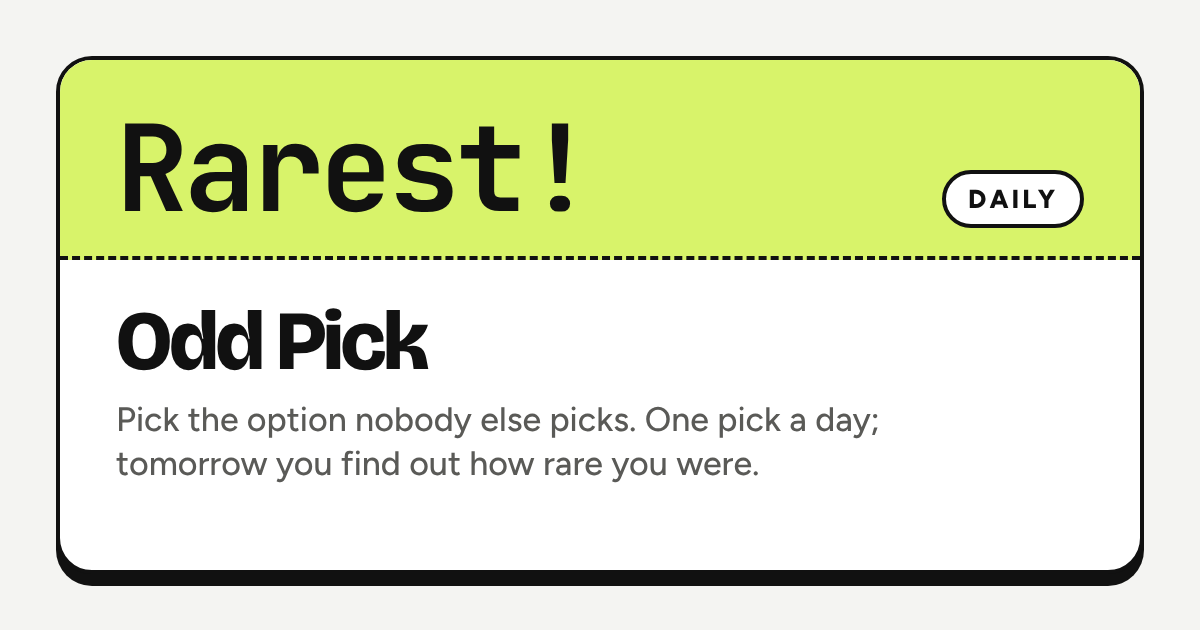 Rarest!
DAILY
Odd Pick
Pick the option nobody else picks. One pick a day;
tomorrow you find out how rare you were.